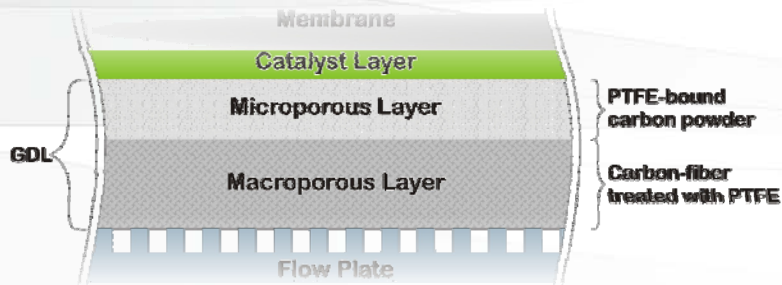 Membrane
Catalyst Layer
Microporous Layer
PTFE-bound
carbon powder
GDL
Macroporous Layer
Carbon-fiber
treated with PTFE
Flow Plate